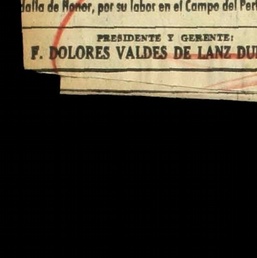 dalla de Honor, por su labor en el Campo del Per
PRESIDENTE Y GERENTE:
F. DOLORES VALDES DE LANZ DU